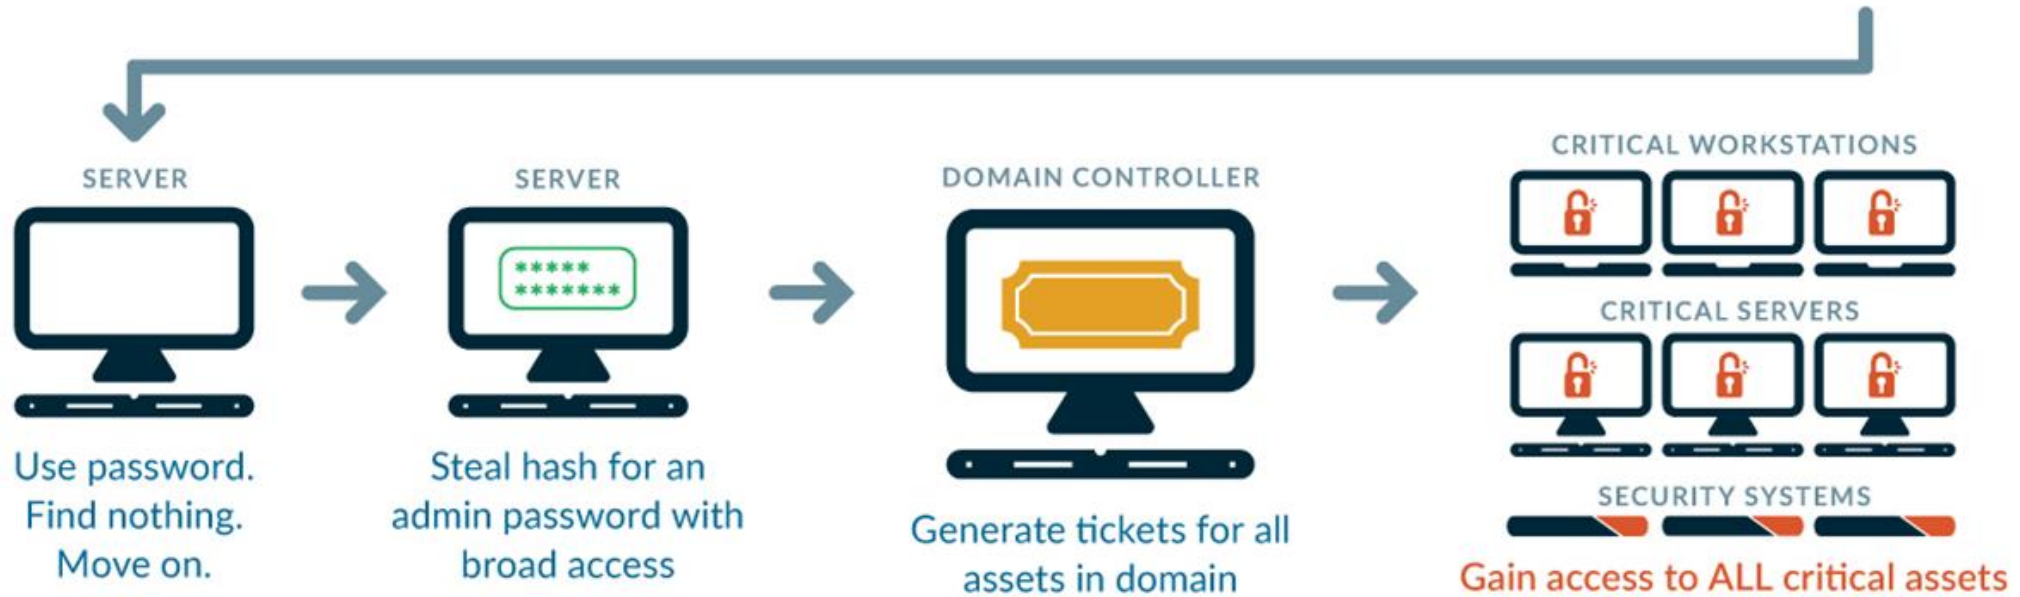 SERVER
Use password.
Find nothing.
Move on.
SERVER
*****
*******
Steal hash for an
admin password with
broad access
DOMAIN CONTROLLER
Generate tickets for all
assets in domain
CRITICAL WORKSTATIONS
CRITICAL SERVERS
SECURITY SYSTEMS
Gain access to ALL critical assets